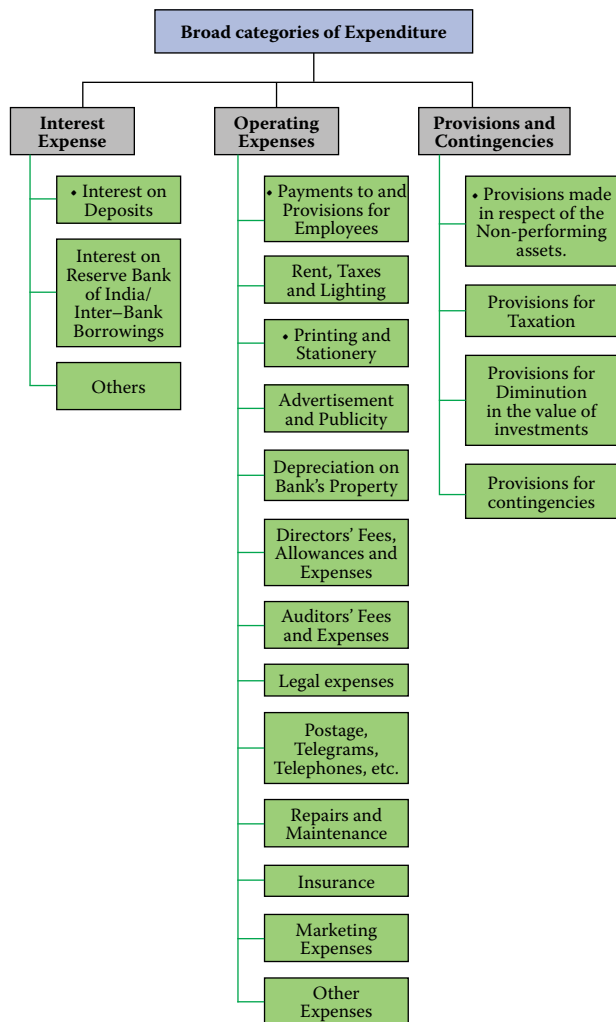 Broad categories of Expenditure
Interest
Expense
• Interest on
Deposits
Interest on
Reserve Bank
of India/
Inter–Bank
Borrowings
Others
Operating
Expenses
• Payments to and
Provisions for
Employees
Rent, Taxes
and Lighting
• Printing and
Stationery
Advertisement
and Publicity
Depreciation on
Bank’s Property
Directors’ Fees,
Allowances and
Expenses
Auditors’ Fees
and Expenses
Legal expenses
Postage,
Telegrams,
Telephones, etc.
Repairs and
Maintenance
Insurance
Marketing
Expenses
Other
Expenses
Provisions and
Contingencies
• Provisions made
in respect of the
Non-performing
assets.
Provisions for
Taxation
Provisions for
Diminution
in the value of
investments
Provisions for
contingencies